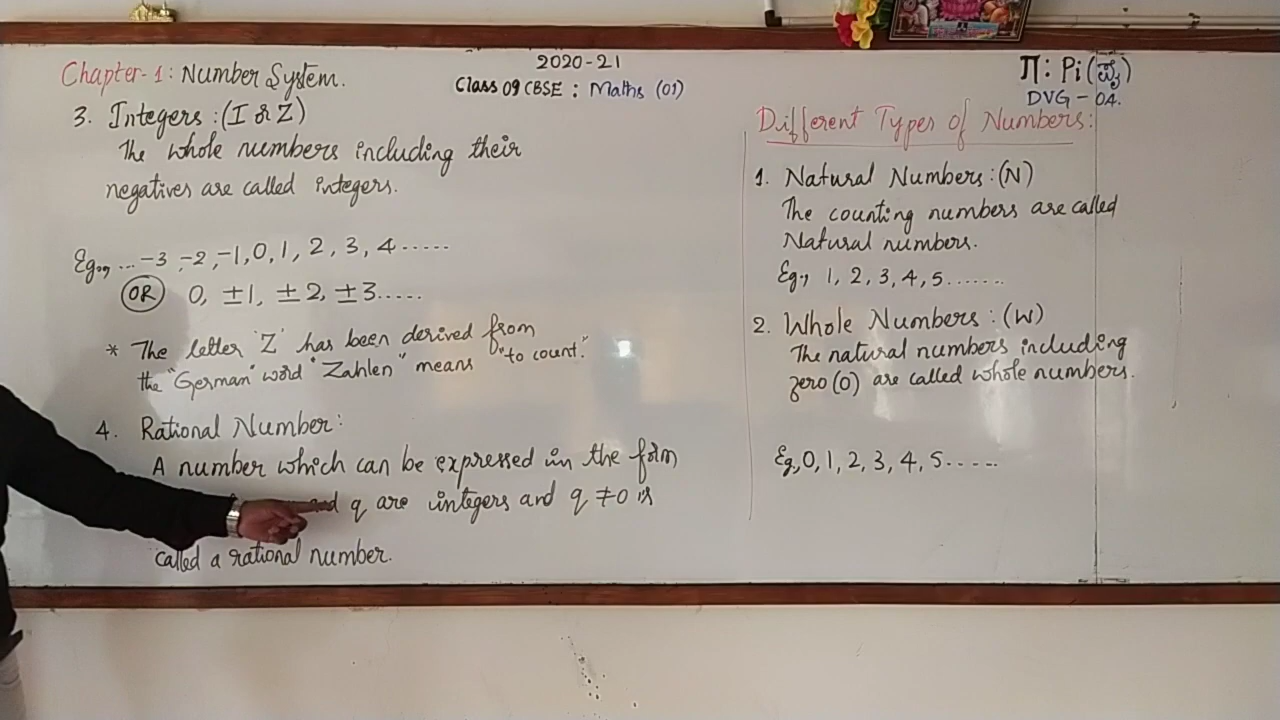 2020-21
Class 09 CBSE : Maths (01)
Π: Pi (ಪೈ)
DVG - 04.
Chapter-1: Number System.
Different Types of Numbers:
1. Natural Numbers: (N)
The counting numbers are called
Natural numbers.
Eg., 1, 2, 3, 4, 5.......
2. Whole Numbers: (W)
The natural numbers including
zero (0) are called whole numbers.
Eg, 0, 1, 2, 3, 4, 5.....
3. Integers: (I or Z)
The whole numbers including their
negatives are called integers.
Eg., ... -3, -2, -1, 0, 1, 2, 3, 4.....
OR 0, ±1, ±2, ±3.....
* The letter 'Z' has been derived from
the "German" word "Zahlen" means "to count."
4. Rational Number:
A number which can be expressed in the form
q are integers and q ≠ 0 is
called a rational number.